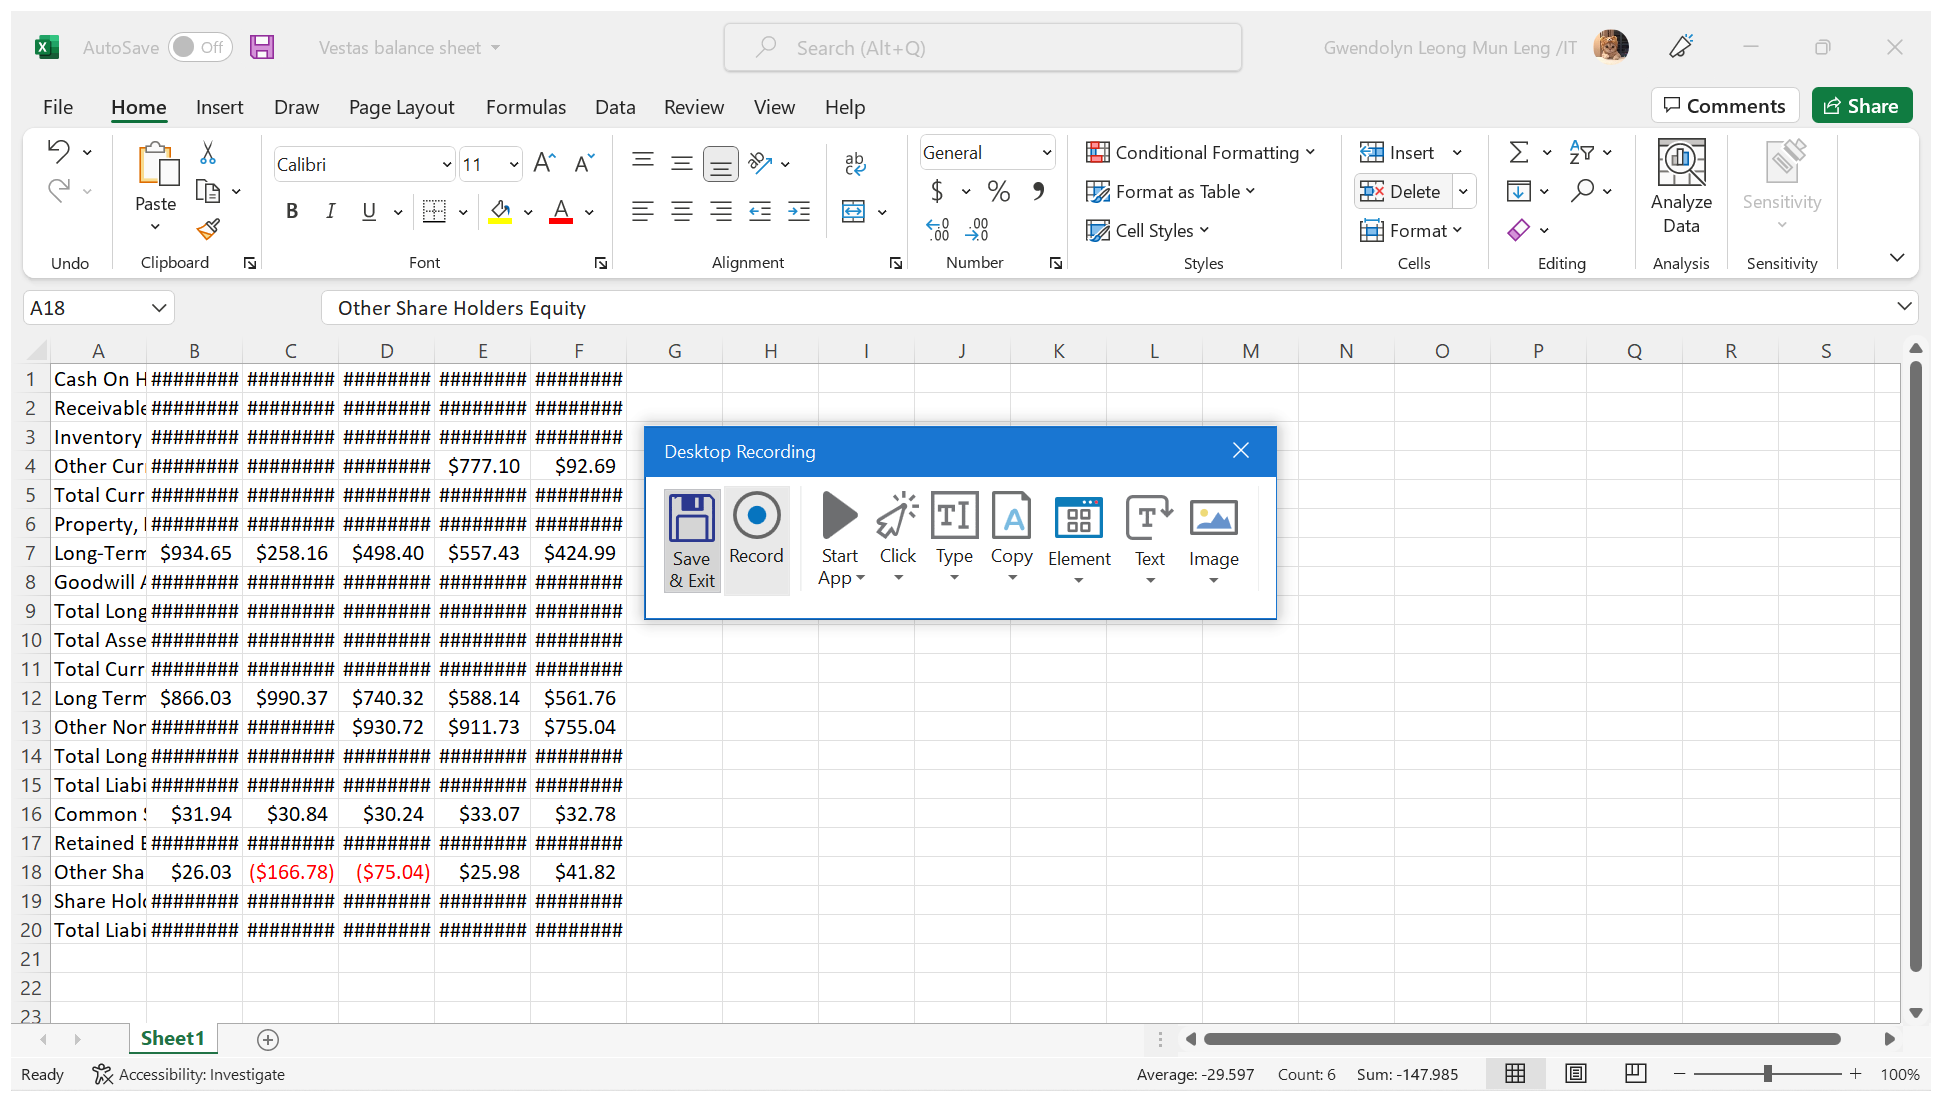 AutoSave Off Vestas balance sheet Search (Alt+Q) Gwendolyn Leong Mun Leng /IT
File Home Insert Draw Page Layout Formulas Data Review View Help Comments Share
Undo
Paste
Clipboard
Calibri 11
B I U A
Font
ab
c
Alignment
General
$ % ,
.00 .00
Number
Conditional Formatting
Format as Table
Cell Styles
Styles
Insert
Delete
Format
Cells
Editing
Analyze
Data
Analysis
Sensitivity
Sensitivity
A18 Other Share Holders Equity
A B C D E F G H I J K L M N O P Q R S
1 Cash On H ######## ######## ######## ######## ########
2 Receivable ######## ######## ######## ######## ########
3 Inventory ######## ######## ######## ######## ########
4 Other Curr ######## ######## ######## $777.10 $92.69
5 Total Curr ######## ######## ######## ######## ########
6 Property, ######## ######## ######## ######## ########
7 Long-Term $934.65 $258.16 $498.40 $557.43 $424.99
8 Goodwill A ######## ######## ######## ######## ########
9 Total Long ######## ######## ######## ######## ########
10 Total Asse ######## ######## ######## ######## ########
11 Total Curr ######## ######## ######## ######## ########
12 Long Term $866.03 $990.37 $740.32 $588.14 $561.76
13 Other Non ######## ######## $930.72 $911.73 $755.04
14 Total Long ######## ######## ######## ######## ########
15 Total Liabi ######## ######## ######## ######## ########
16 Common S $31.94 $30.84 $30.24 $33.07 $32.78
17 Retained E ######## ######## ######## ######## ########
18 Other Sha $26.03 ($166.78) ($75.04) $25.98 $41.82
19 Share Hold ######## ######## ######## ######## ########
20 Total Liabi ######## ######## ######## ######## ########
21
22
23
Desktop Recording
Save
& Exit
Record
Start
App
Click
Type
Copy
Element
Text
Image
Sheet1
Ready Accessibility: Investigate Average: -29.597 Count: 6 Sum: -147.985 100%